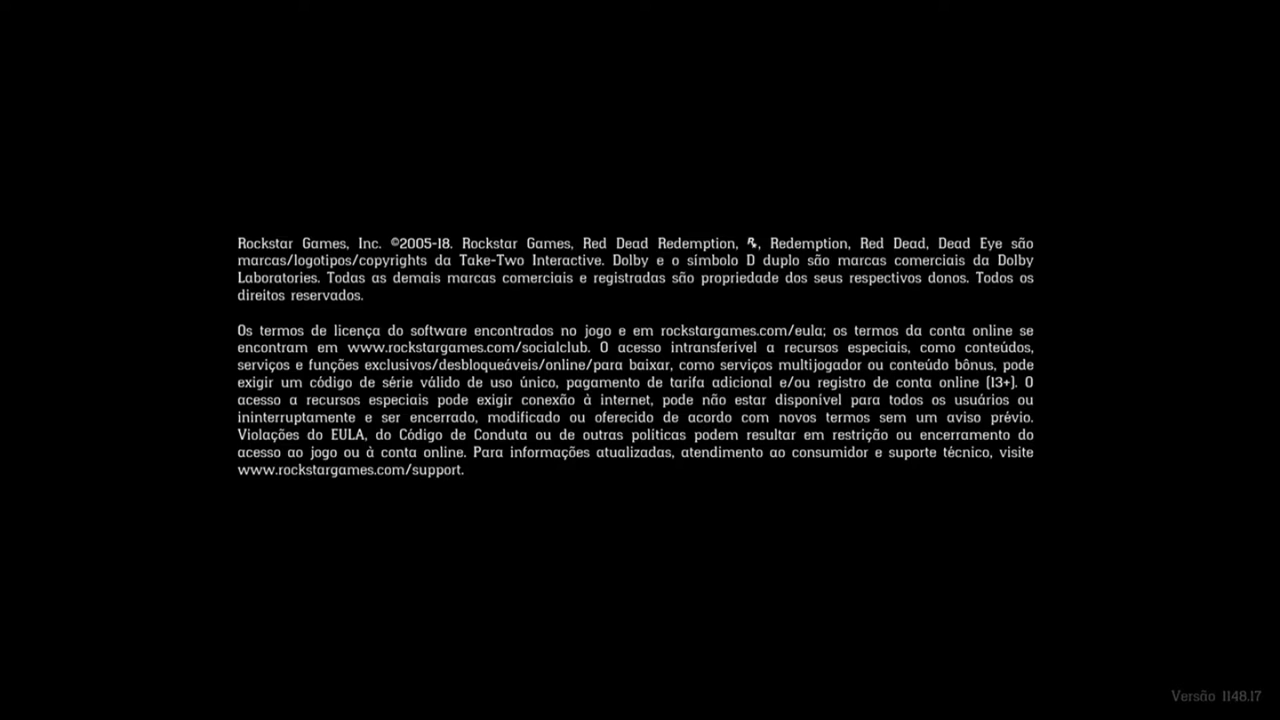 Rockstar Games, Inc. ©2005-18. Rockstar Games, Red Dead Redemption, R*, Redemption, Red Dead, Dead Eye são
marcas/logotipos/copyrights da Take-Two Interactive. Dolby e o símbolo D duplo são marcas comerciais da Dolby
Laboratories. Todas as demais marcas comerciais e registradas são propriedade dos seus respectivos donos. Todos os
direitos reservados.
Os termos de licença do software encontrados no jogo e em rockstargames.com/eula; os termos da conta online se
encontram em www.rockstargames.com/socialclub. O acesso intransferível a recursos especiais, como conteúdos,
serviços e funções exclusivos/desbloqueáveis/online/para baixar, como serviços multijogador ou conteúdo bônus, pode
exigir um código de série válido de uso único, pagamento de tarifa adicional e/ou registro de conta online (13+). O
acesso a recursos especiais pode exigir conexão à internet, pode não estar disponível para todos os usuários ou
ininterruptamente e ser encerrado, modificado ou oferecido de acordo com novos termos sem um aviso prévio.
Violações do EULA, do Código de Conduta ou de outras políticas podem resultar em restrição ou encerramento do
acesso ao jogo ou à conta online. Para informações atualizadas, atendimento ao consumidor e suporte técnico, visite
www.rockstargames.com/support.
Versão 1148.17